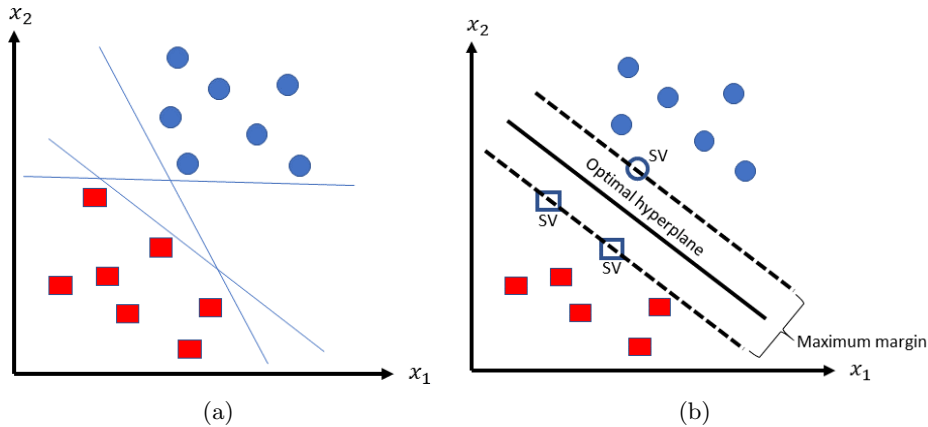 x₂
x₁
(a)
x₂
SV
Optimal hyperplane
SV
SV
Maximum margin
x₁
(b)